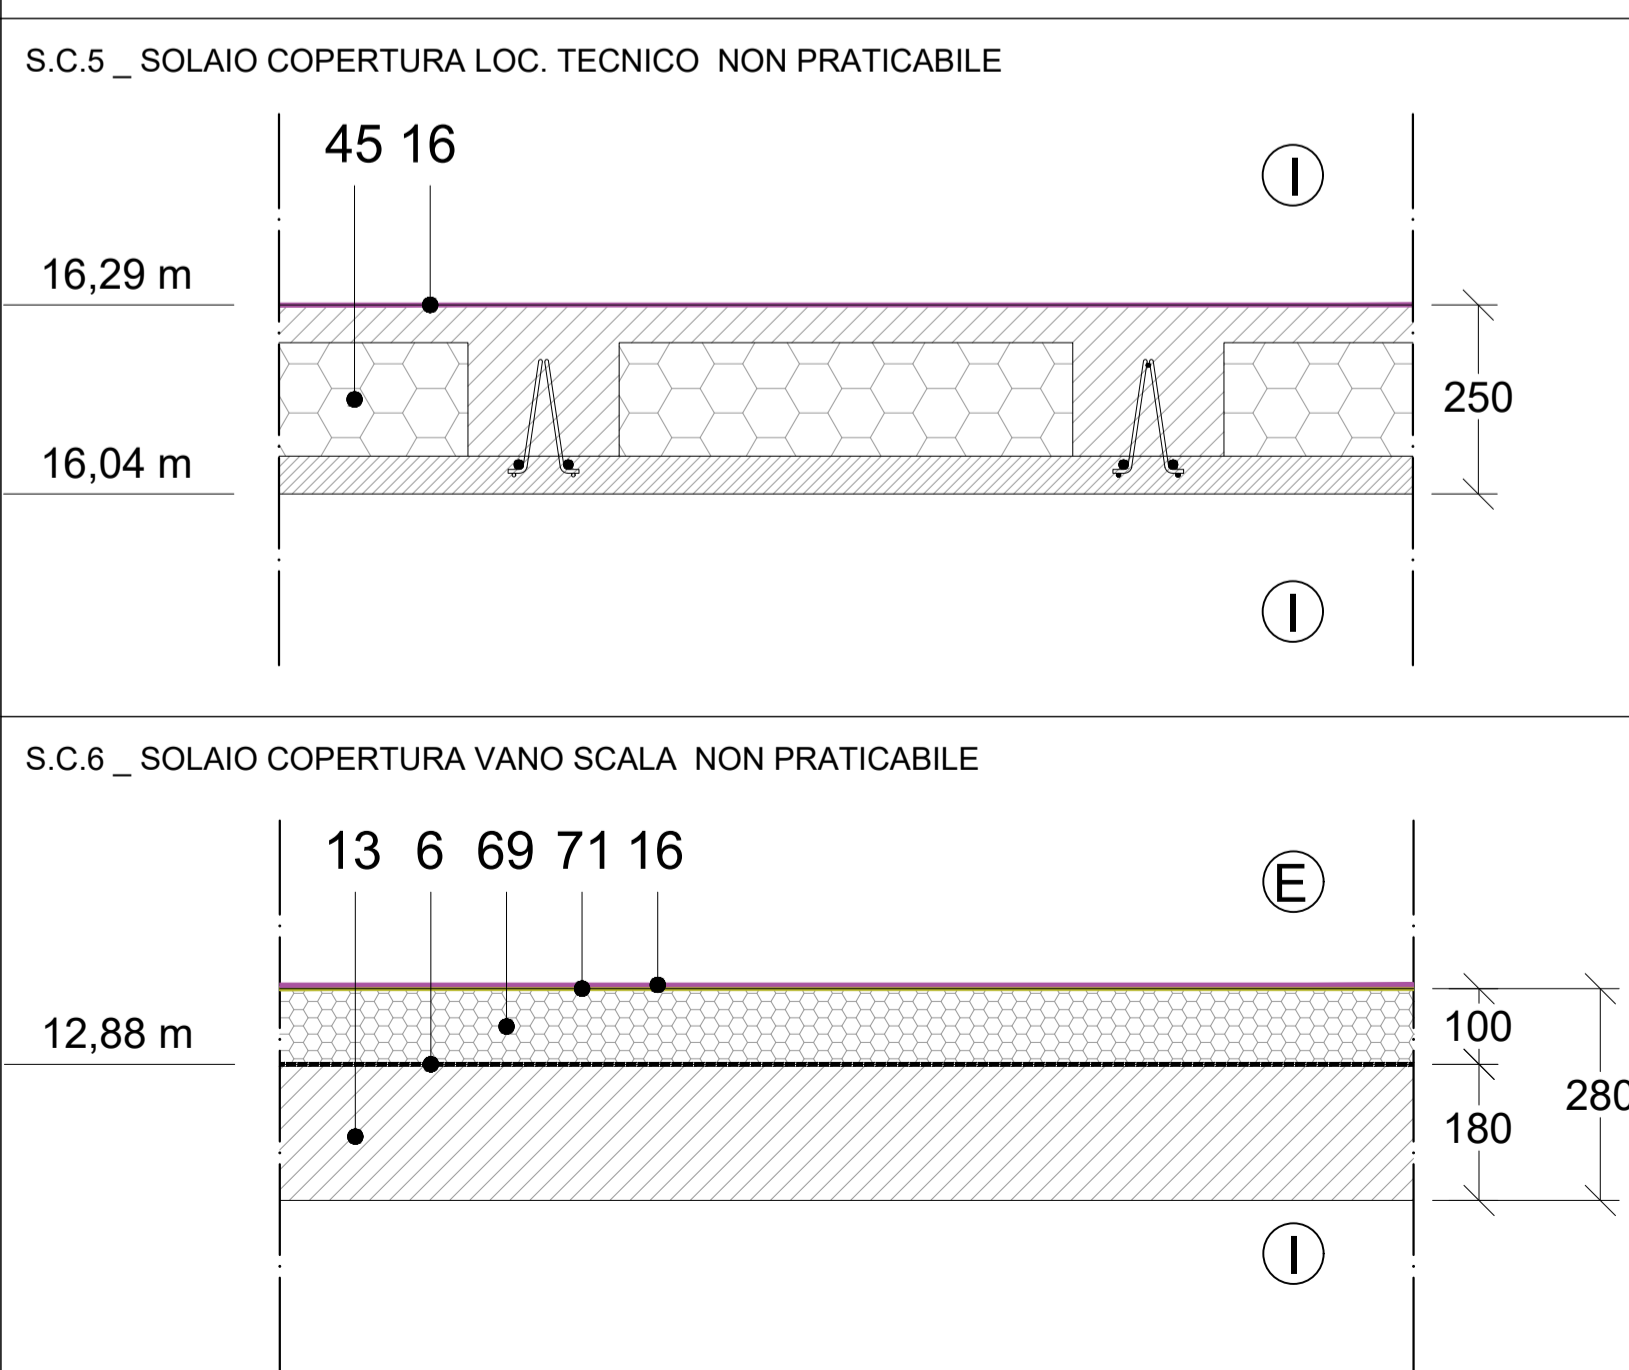 S.C.5 _ SOLAIO COPERTURA LOC. TECNICO NON PRATICABILE
45 16
I
16,29 m
250
16,04 m
I
S.C.6 _ SOLAIO COPERTURA VANO SCALA NON PRATICABILE
13 6 69 71 16
E
100
12,88 m
280
180
I